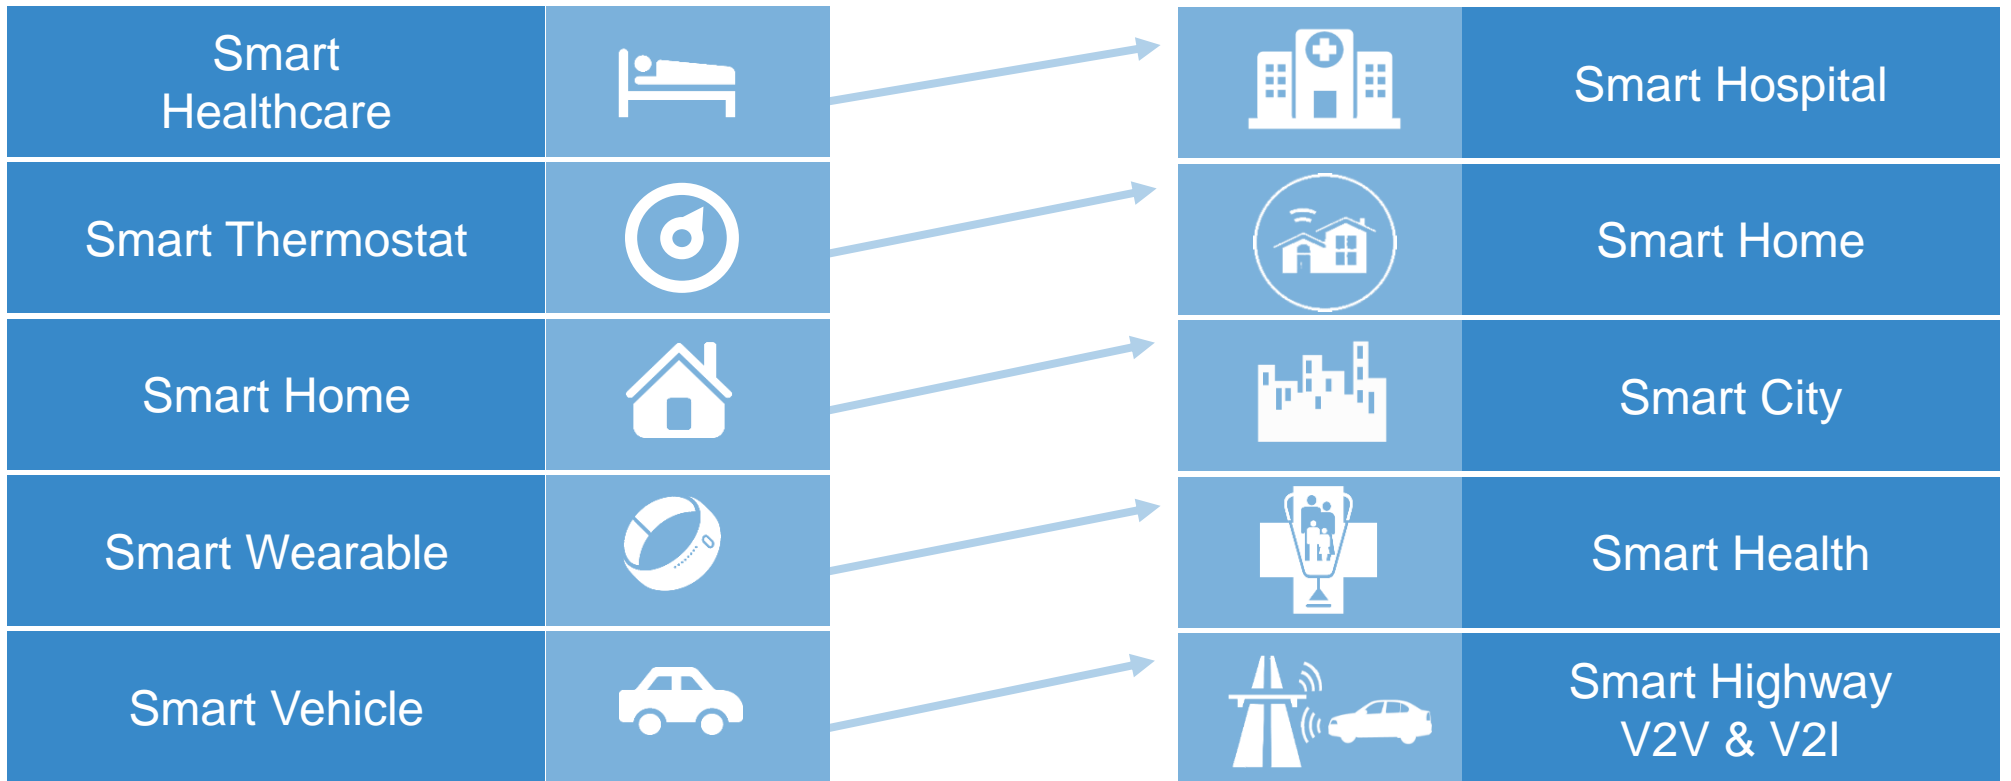 Smart
Healthcare
Smart Hospital
Smart Thermostat
Smart Home
Smart Home
Smart City
Smart Wearable
Smart Health
Smart Vehicle
Smart Highway
V2V & V2I